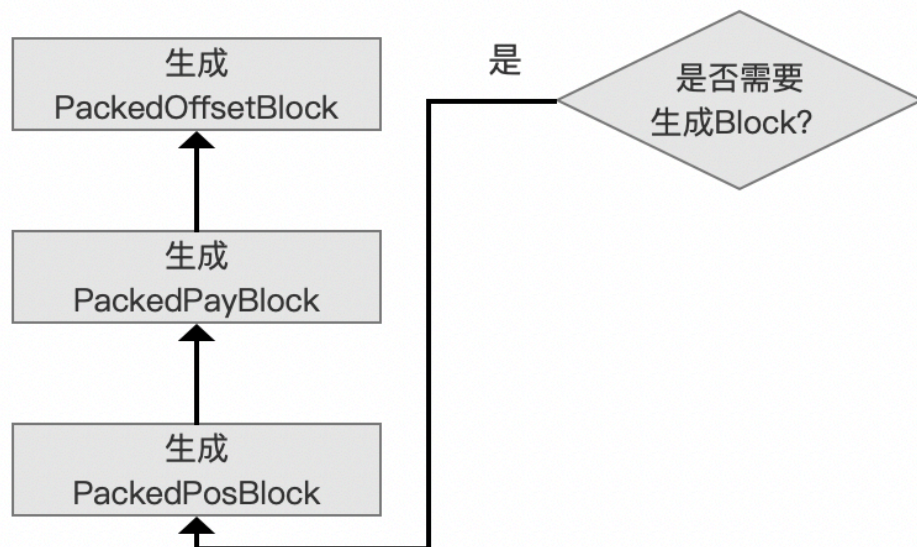 生成
PackedOffsetBlock
是
是否需要
生成Block?
生成
PackedPayBlock
生成
PackedPosBlock